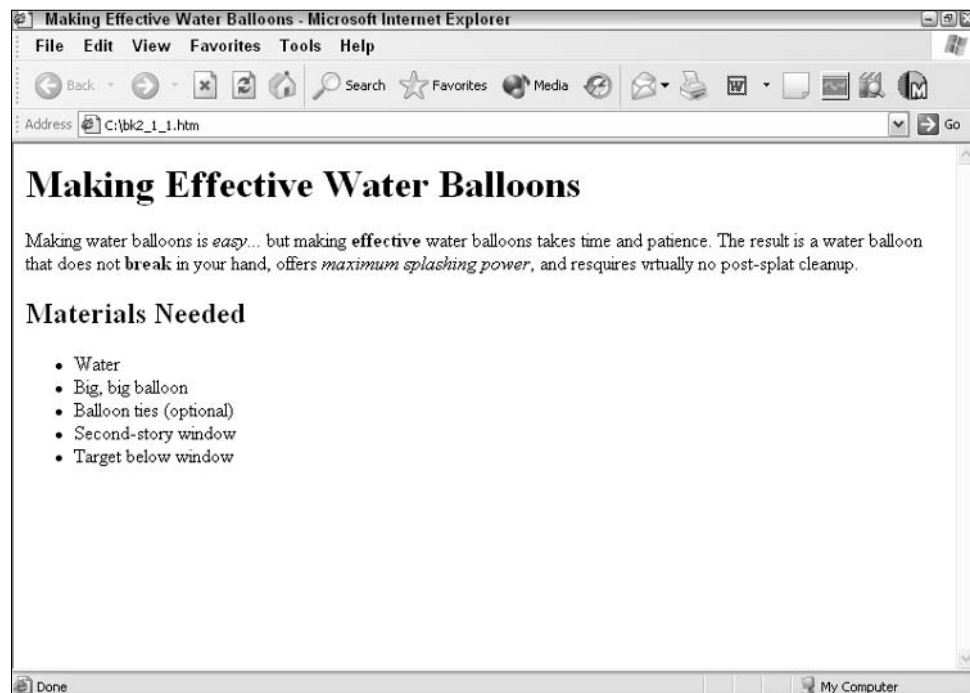 Making Effective Water Balloons - Microsoft Internet Explorer
File Edit View Favorites Tools Help
Back Search Favorites Media
Address C:\bk2_1_1.htm Go
Making Effective Water Balloons
Making water balloons is easy... but making effective water balloons takes time and patience. The result is a water balloon
that does not break in your hand, offers maximum splashing power, and resquires vrtually no post-splat cleanup.
Materials Needed
• Water
• Big, big balloon
• Balloon ties (optional)
• Second-story window
• Target below window
Done My Computer